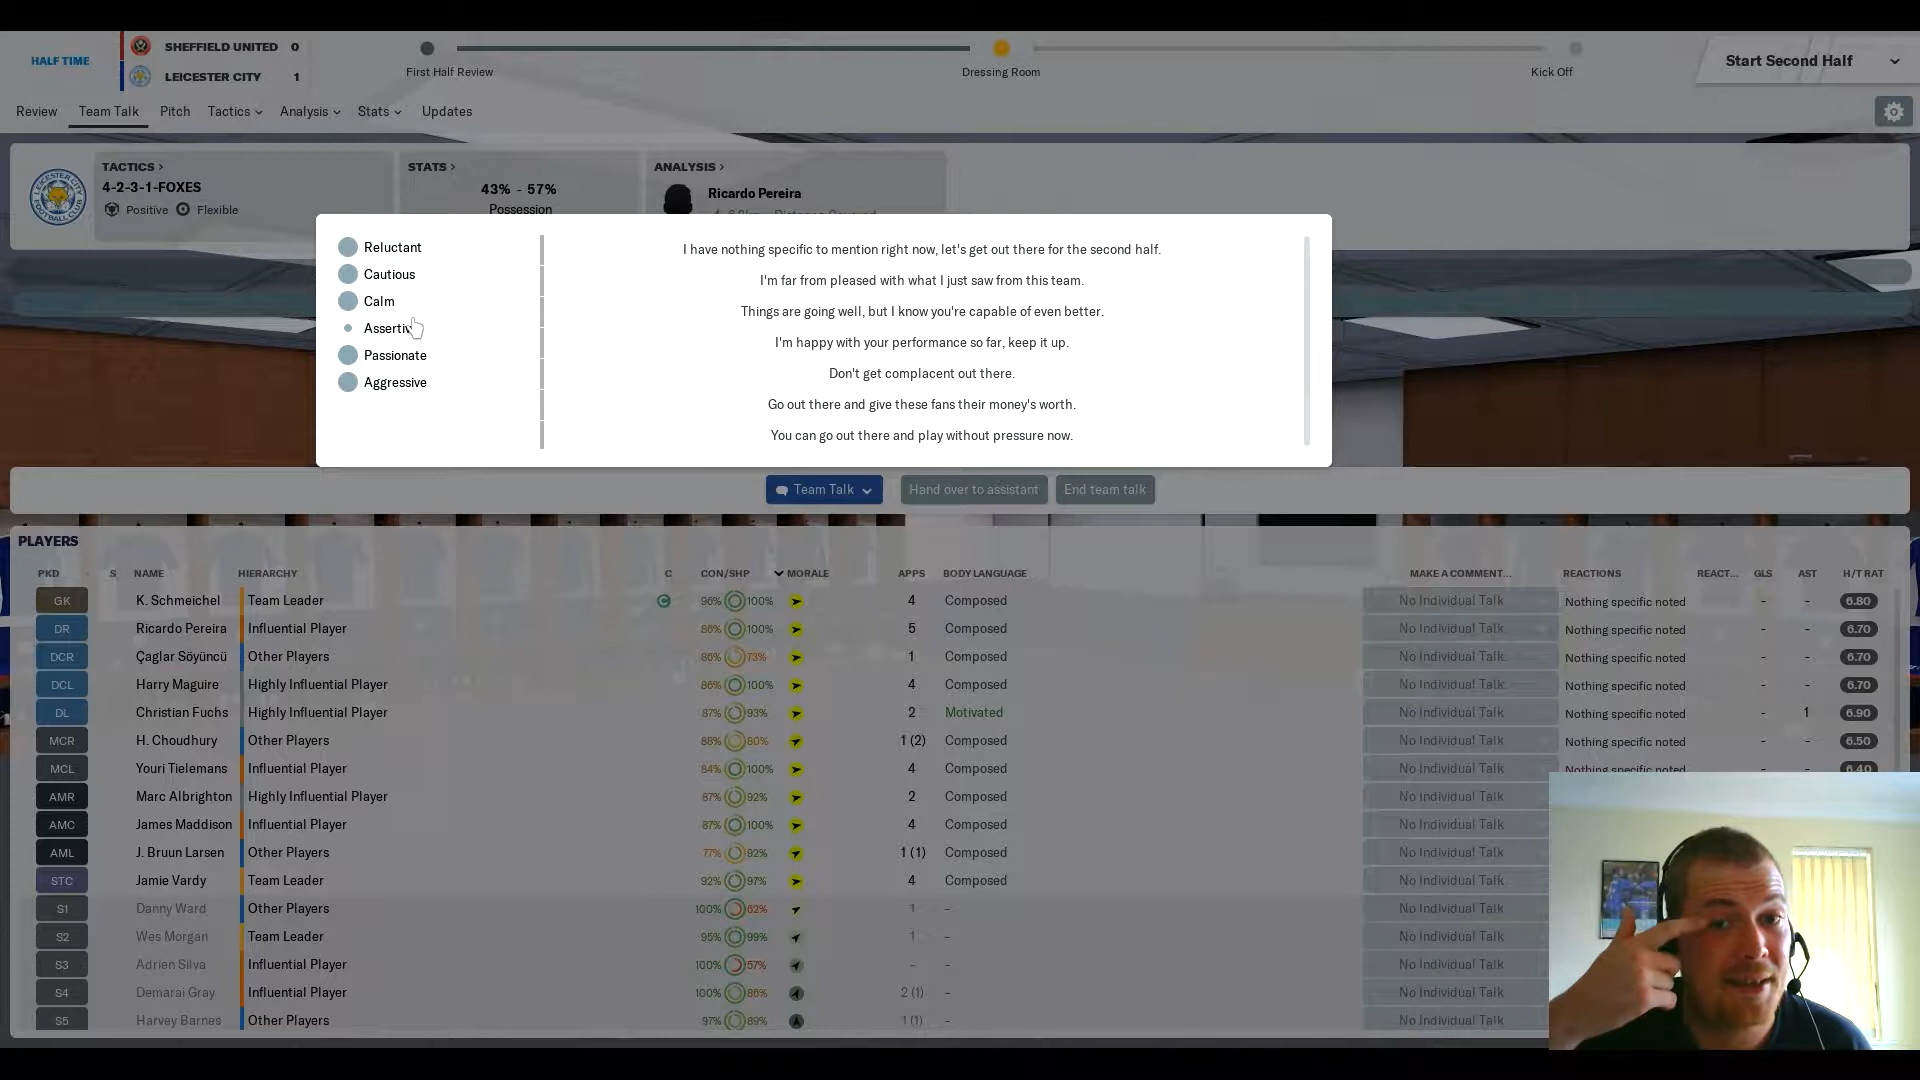 HALF TIME
SHEFFIELD UNITED 0
LEICESTER CITY 1
First Half Review
Dressing Room
Kick Off
Start Second Half
Review Team Talk Pitch Tactics Analysis Stats Updates
TACTICS >
4-2-3-1-FOXES
Positive Flexible
STATS >
43% - 57%
Possession
ANALYSIS >
Ricardo Pereira
LEICESTER CITY
FOOTBALL CLUB
Reluctant
Cautious
Calm
Passionate
Aggressive
I have nothing specific to mention right now, let's get out there for the second half.
I'm far from pleased with what I just saw from this team.
Things are going well, but I know you're capable of even better.
I'm happy with your performance so far, keep it up.
Don't get complacent out there.
Go out there and give these fans their money's worth.
You can go out there and play without pressure now.
Team Talk Hand over to assistant End team talk
PLAYERS
PKD S NAME HIERARCHY C CON/SHP MORALE APPS BODY LANGUAGE MAKE A COMMENT... REACTIONS REACT... GLS AST H/T RAT
GK K. Schmeichel Team Leader C 96% 100% 4 Composed No Individual Talk Nothing specific noted - - 6.80
DR Ricardo Pereira Influential Player 86% 100% 5 Composed No Individual Talk Nothing specific noted - - 6.70
DCR Çaglar Söyüncü Other Players 86% 73% 1 Composed No Individual Talk Nothing specific noted - - 6.70
DCL Harry Maguire Highly Influential Player 86% 100% 4 Composed No Individual Talk Nothing specific noted - - 6.70
DL Christian Fuchs Highly Influential Player 87% 93% 2 Motivated No Individual Talk Nothing specific noted - 1 6.90
MCR H. Choudhury Other Players 88% 80% 1 (2) Composed No Individual Talk Nothing specific noted - - 6.50
MCL Youri Tielemans Influential Player 84% 100% 4 Composed No Individual Talk Nothing specific noted - - 6.40
AMR Marc Albrighton Highly Influential Player 87% 92% 2 Composed No Individual Talk
AMC James Maddison Influential Player 87% 100% 4 Composed No Individual Talk
AML J. Bruun Larsen Other Players 77% 92% 1 (1) Composed No Individual Talk
STC Jamie Vardy Team Leader 92% 97% 4 Composed No Individual Talk
S1 Danny Ward Other Players 100% 62% 1 - No Individual Talk
S2 Wes Morgan Team Leader 95% 99% 1 - No Individual Talk
S3 Adrien Silva Influential Player 100% 57% - - No Individual Talk
S4 Demarai Gray Influential Player 100% 86% 2 (1) - No Individual Talk
S5 Harvey Barnes Other Players 97% 89% 1 (1) - No Individual Talk